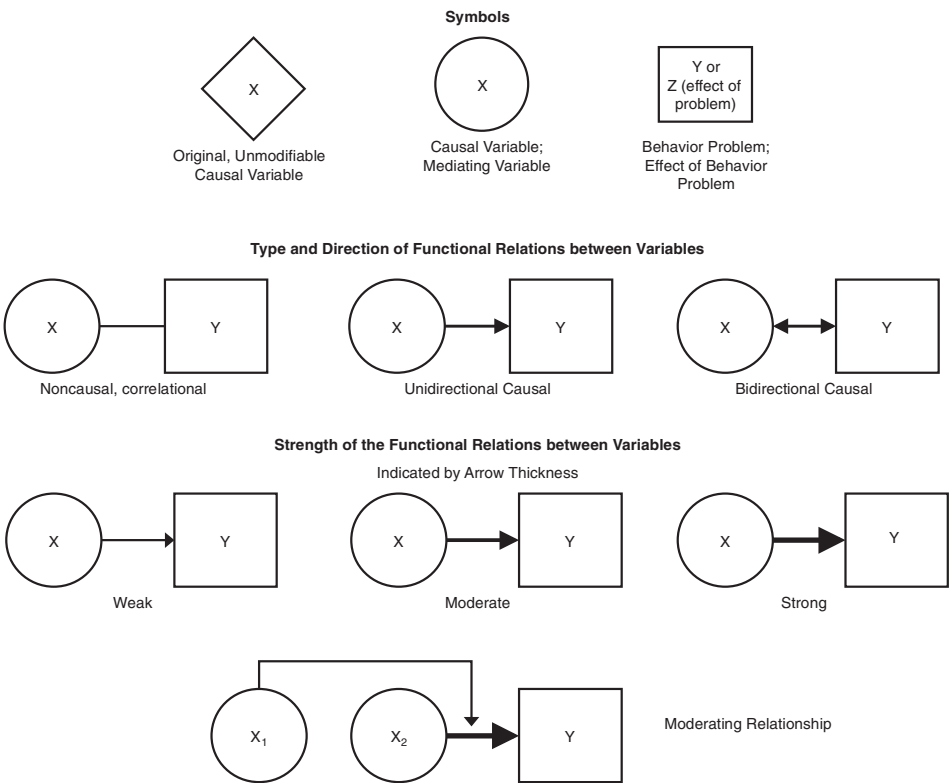 Symbols
X
X
Y or
Z (effect of
problem)
Original, Unmodifiable
Causal Variable
Causal Variable;
Mediating Variable
Behavior Problem;
Effect of Behavior
Problem
Type and Direction of Functional Relations between Variables
X
Y
X
Y
X
Y
Noncausal, correlational
Unidirectional Causal
Bidirectional Causal
Strength of the Functional Relations between Variables
Indicated by Arrow Thickness
X
Y
X
Y
X
Y
Weak
Moderate
Strong
X₁
X₂
Y
Moderating Relationship